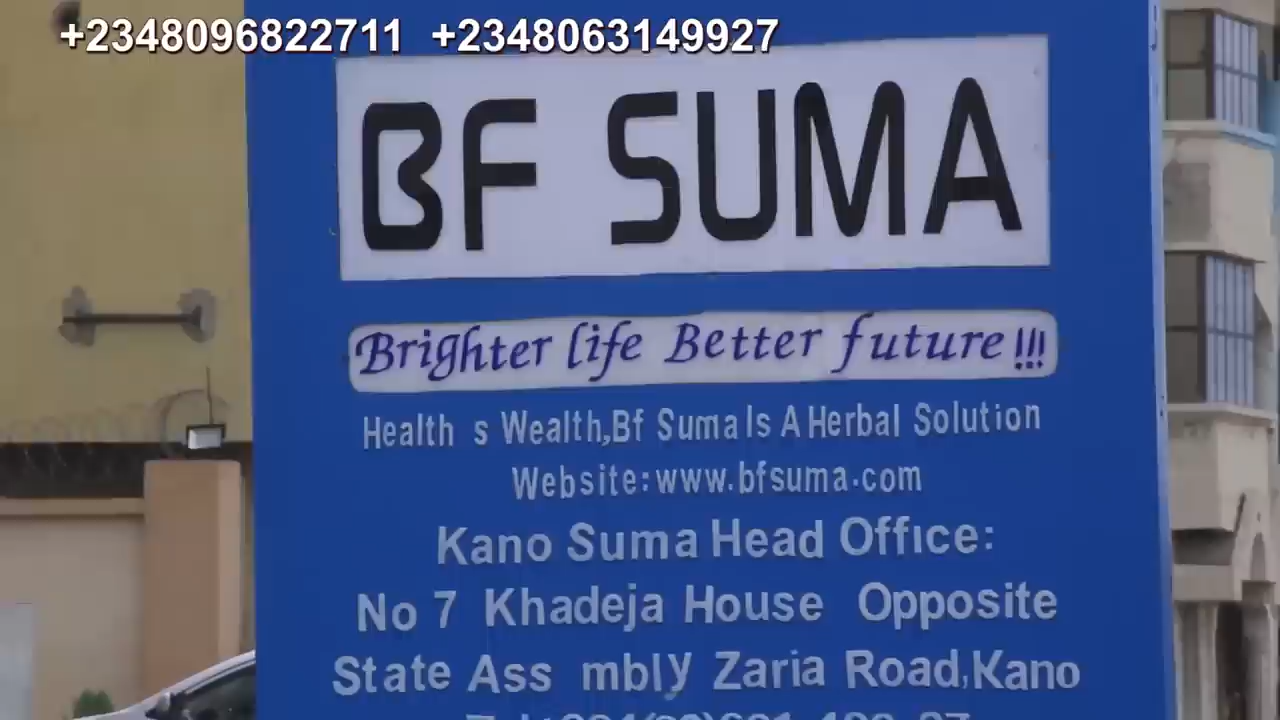 +2348096822711 +2348063149927
BF SUMA
Brighter life Better future!!!
Health s Wealth,Bf Suma Is A Herbal Solution
Website:www.bfsuma.com
Kano Suma Head Office:
No 7 Khadeja House Opposite
State Ass mbly Zaria Road,Kano